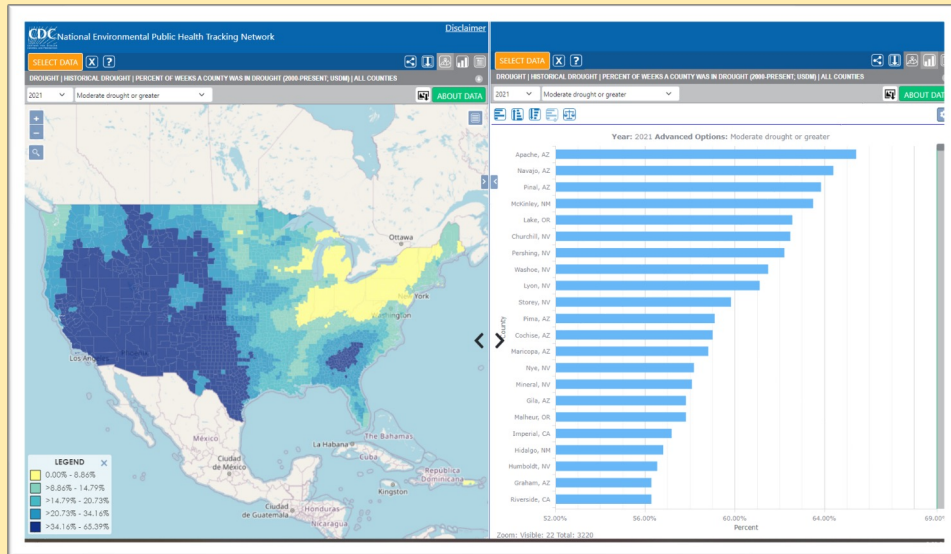 CDC National Environmental Public Health Tracking Network
Disclaimer
SELECT DATA X ?
DROUGHT | HISTORICAL DROUGHT | PERCENT OF WEEKS A COUNTY WAS IN DROUGHT (2000-PRESENT; USDM) | ALL COUNTIES
2021 Moderate drought or greater
ABOUT DATA
+
−
Ottawa
New York
Washington
Los Angeles
México
Ciudad de México
La Habana
The Bahamas
Cuba
Republica Dominicana
Kingston
Ciudad de Guatemala
Honduras
Nicaragua
LEGEND X
0.00% - 8.86%
>8.86% - 14.79%
>14.79% - 20.73%
>20.73% - 34.16%
>34.16% - 65.39%
SELECT DATA X ?
DROUGHT | HISTORICAL DROUGHT | PERCENT OF WEEKS A COUNTY WAS IN DROUGHT (2000-PRESENT; USDM) | ALL COUNTIES
2021 Moderate drought or greater
ABOUT DAT
Year: 2021 Advanced Options: Moderate drought or greater
County
Apache, AZ
Navajo, AZ
Pinal, AZ
McKinley, NM
Lake, OR
Churchill, NV
Pershing, NV
Washoe, NV
Lyon, NV
Storey, NV
Pima, AZ
Cochise, AZ
Maricopa, AZ
Nye, NV
Mineral, NV
Gila, AZ
Malheur, OR
Imperial, CA
Hidalgo, NM
Humboldt, NV
Graham, AZ
Riverside, CA
52.00% 56.00% 60.00% 64.00% 69.00%
Percent
Zoom: Visible: 22 Total: 3220